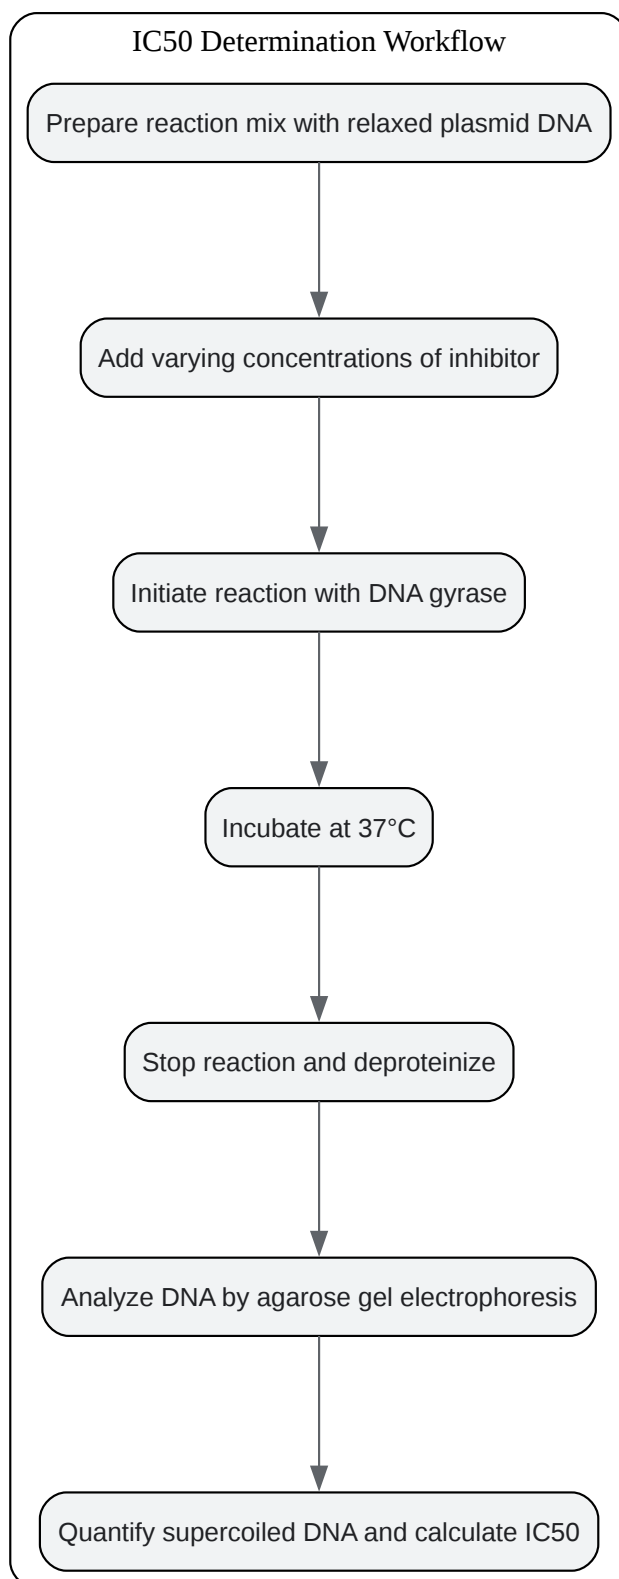 IC50 Determination Workflow
Prepare reaction mix with relaxed plasmid DNA
Add varying concentrations of inhibitor
Initiate reaction with DNA gyrase
Incubate at 37°C
Stop reaction and deproteinize
Analyze DNA by agarose gel electrophoresis
Quantify supercoiled DNA and calculate IC50